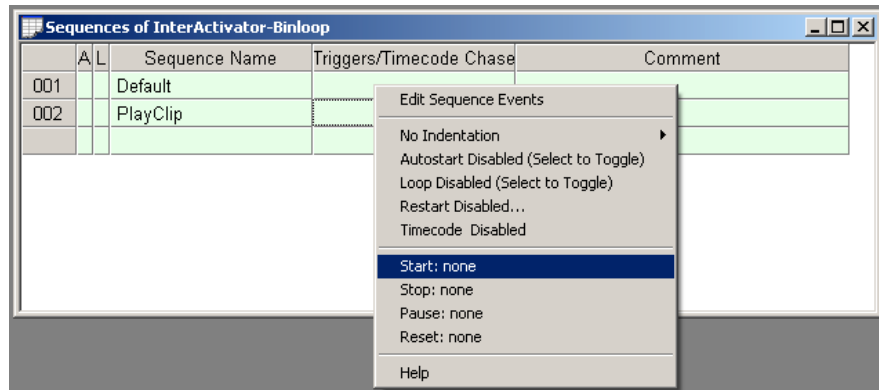 Sequences of InterActivator-Binloop
A L Sequence Name Triggers/Timecode Chase Comment
001 Default
002 PlayClip
Edit Sequence Events
No Indentation
Autostart Disabled (Select to Toggle)
Loop Disabled (Select to Toggle)
Restart Disabled...
Timecode Disabled
Start: none
Stop: none
Pause: none
Reset: none
Help